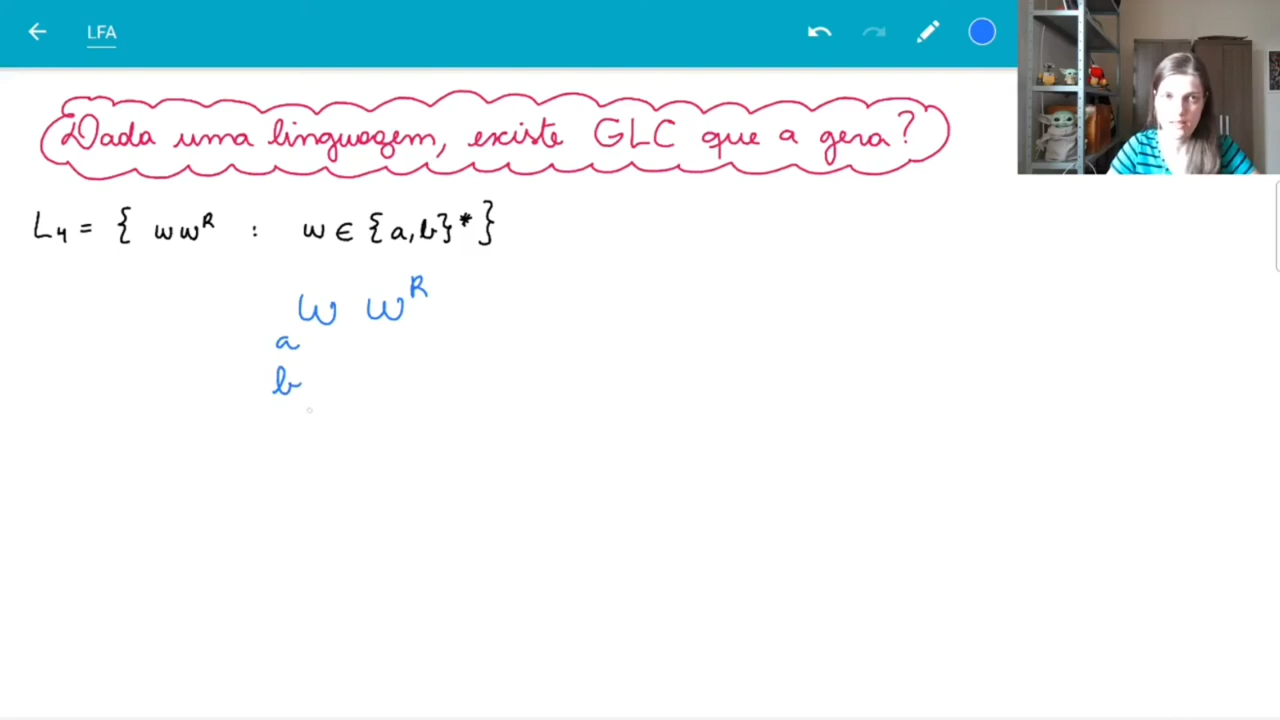 LFA
Dada uma linguagem, existe GLC que a gera?
L₄ = { wwᴿ : w ∈ {a,b}* }
w wᴿ
a
b